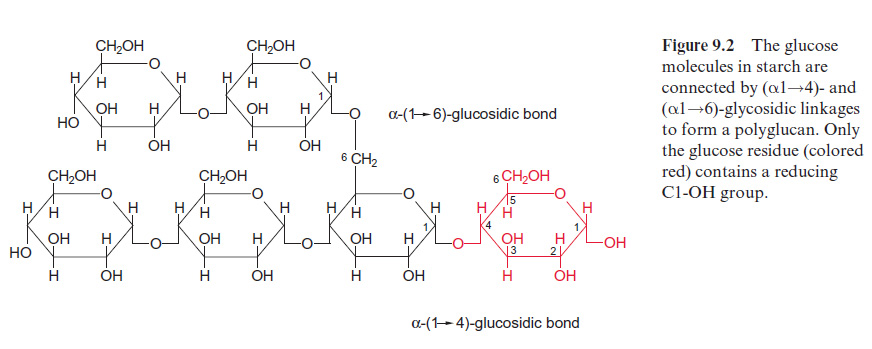 CH₂OH CH₂OH
O O
H H H H H H
1
OH H O OH H O α-(1→6)-glucosidic bond
HO
H OH H OH
6 CH₂
CH₂OH CH₂OH 6 CH₂OH
O O O O
5
H H H H H H H H H H H H
4 1 1
OH H O OH H O OH H O OH H OH
HO 3 2
H OH H OH H OH H OH
α-(1→4)-glucosidic bond
Figure 9.2 The glucose
molecules in starch are
connected by (α1→4)- and
(α1→6)-glycosidic linkages
to form a polyglucan. Only
the glucose residue (colored
red) contains a reducing
C1-OH group.